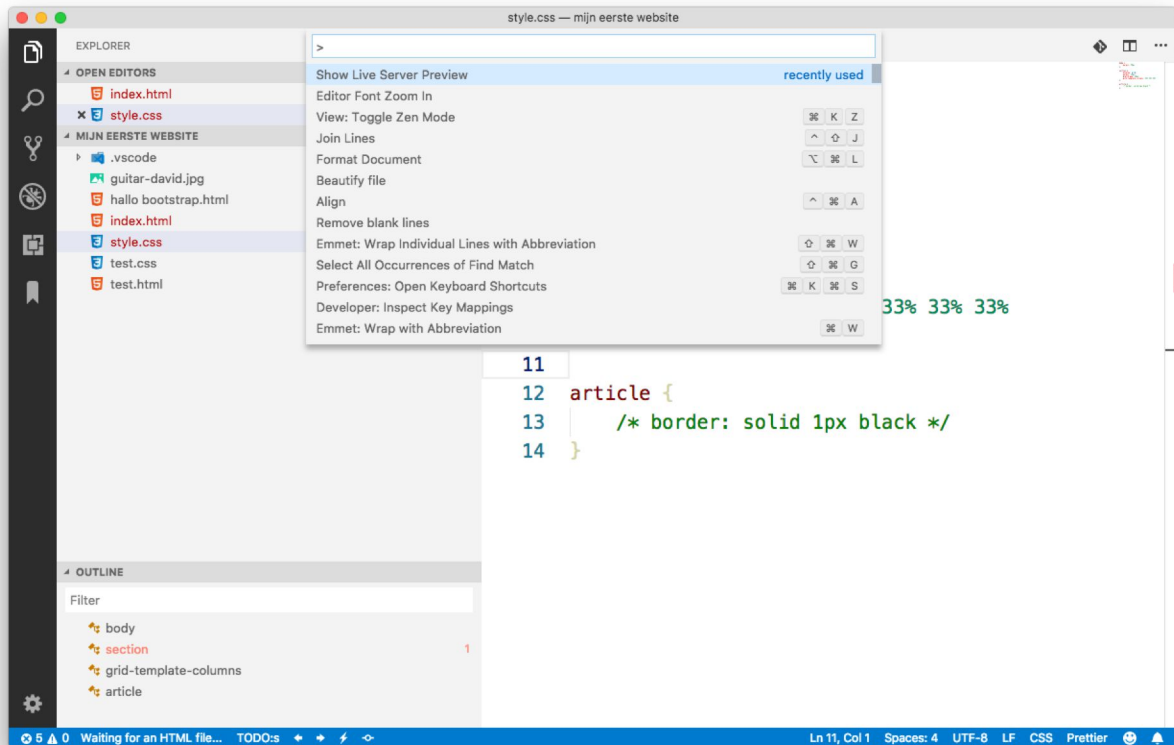 style.css — mijn eerste website
EXPLORER
OPEN EDITORS
index.html
style.css
MIJN EERSTE WEBSITE
.vscode
guitar-david.jpg
hallo bootstrap.html
index.html
style.css
test.css
test.html
OUTLINE
Filter
body
section 1
grid-template-columns
article
>
Show Live Server Preview recently used
Editor Font Zoom In
View: Toggle Zen Mode ⌘ K Z
Join Lines ^ ⇧ J
Format Document ⌥ ⌘ L
Beautify file
Align ^ ⌘ A
Remove blank lines
Emmet: Wrap Individual Lines with Abbreviation ⇧ ⌘ W
Select All Occurrences of Find Match ⇧ ⌘ G
Preferences: Open Keyboard Shortcuts ⌘ K ⌘ S
Developer: Inspect Key Mappings
Emmet: Wrap with Abbreviation ⌘ W
33% 33% 33%
11
12 article {
13 /* border: solid 1px black */
14 }
5 0 Waiting for an HTML file... TODO:s Ln 11, Col 1 Spaces: 4 UTF-8 LF CSS Prettier